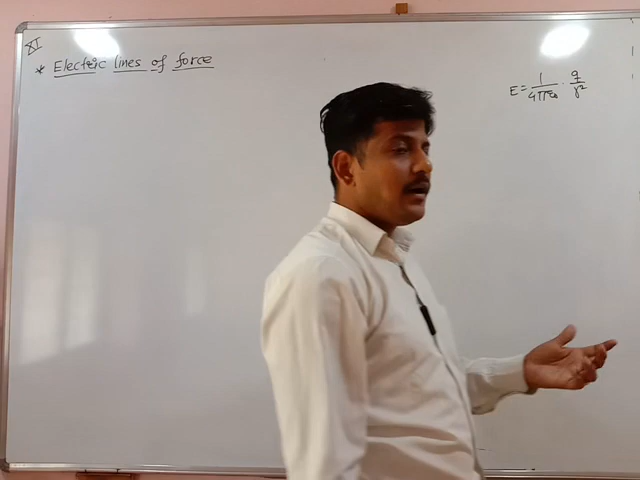 XI
* Electric lines of force
E = 1/4πε₀ · q/r²